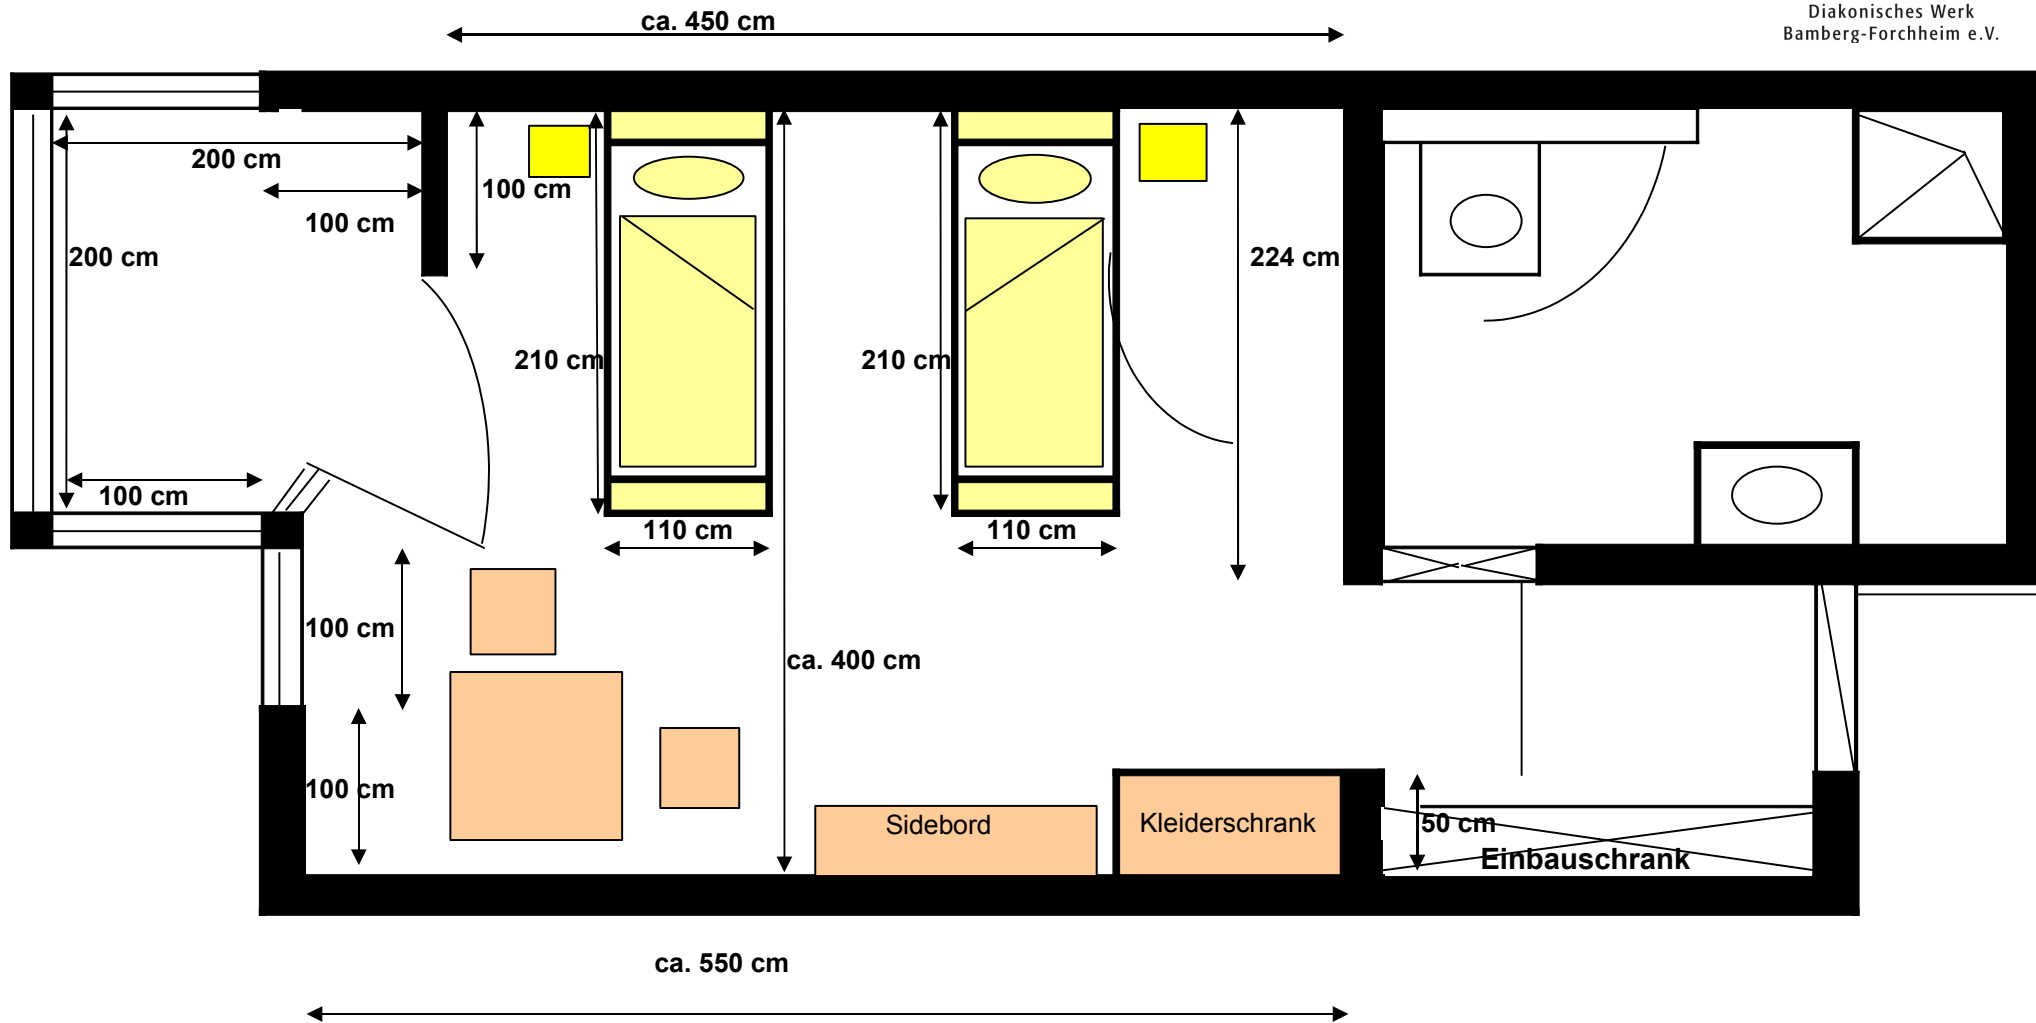 Diakonisches Werk
Bamberg-Forchheim e.V.
ca. 450 cm
200 cm
100 cm
100 cm
200 cm
224 cm
210 cm
210 cm
100 cm
110 cm
110 cm
100 cm
ca. 400 cm
100 cm
Sidebord
Kleiderschrank
50 cm
Einbauschrank
ca. 550 cm